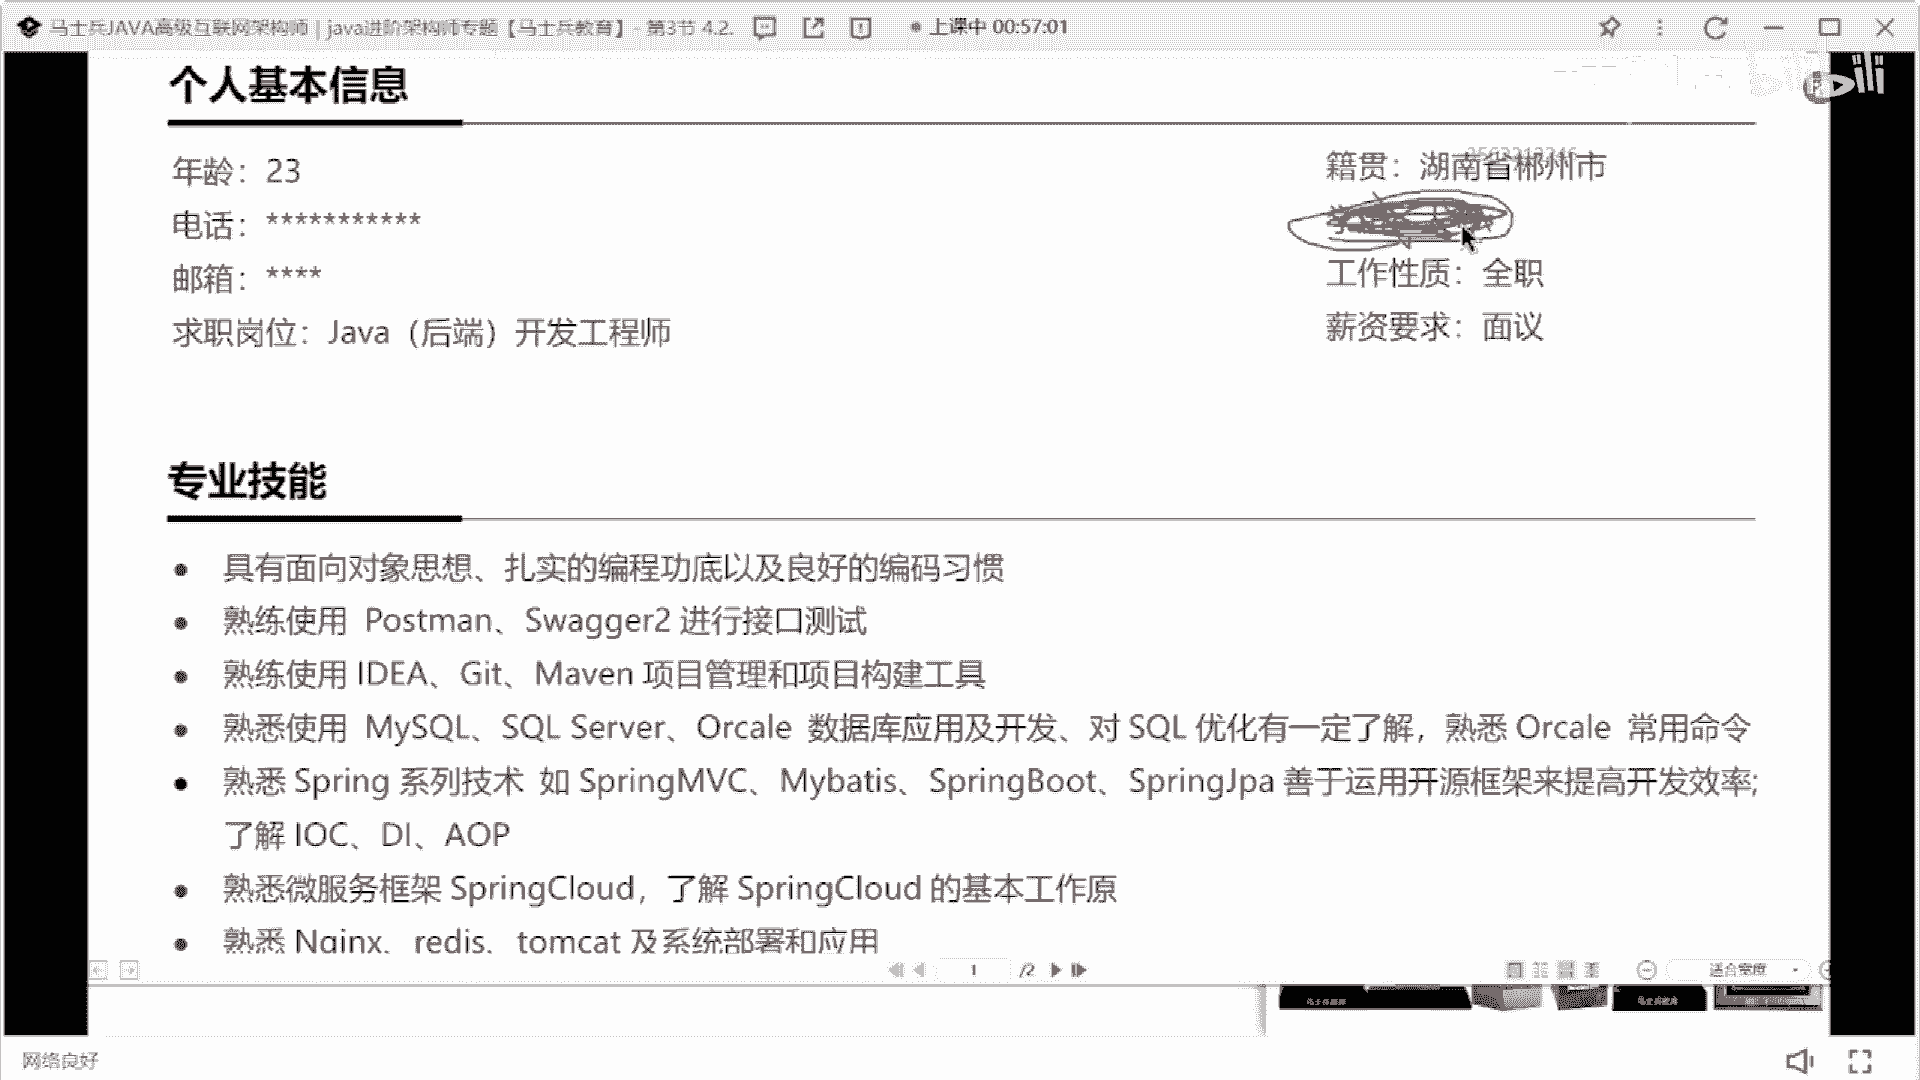 马士兵JAVA高级互联网架构师 | java进阶架构师专题【马士兵教育】- 第3节 4.2.
上课中 00:57:01
bilibili
个人基本信息
年龄：23
籍贯：湖南省郴州市
电话：***********
邮箱：****
工作性质：全职
求职岗位：Java（后端）开发工程师
薪资要求：面议
专业技能
● 具有面向对象思想、扎实的编程功底以及良好的编码习惯
● 熟练使用 Postman、Swagger2 进行接口测试
● 熟练使用 IDEA、Git、Maven 项目管理和项目构建工具
● 熟悉使用 MySQL、SQL Server、Orcale 数据库应用及开发、对 SQL 优化有一定了解，熟悉 Orcale 常用命令
● 熟悉 Spring 系列技术 如 SpringMVC、Mybatis、SpringBoot、SpringJpa 善于运用开源框架来提高开发效率;
了解 IOC、DI、AOP
● 熟悉微服务框架 SpringCloud，了解 SpringCloud 的基本工作原
● 熟悉 Nginx、redis、tomcat 及系统部署和应用
1 /2
适合宽度
网络良好